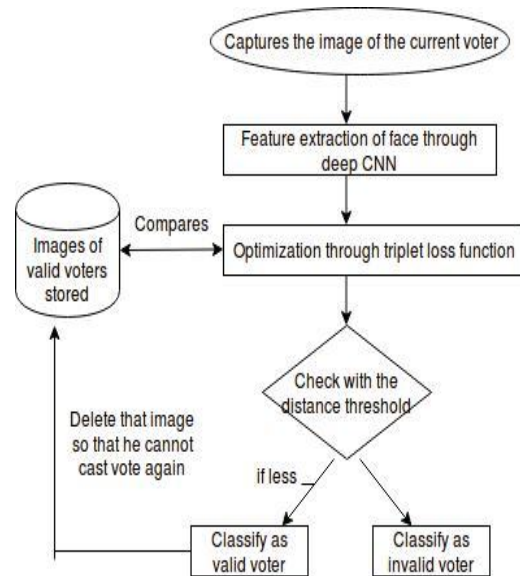 Captures the image of the current voter
Feature extraction of face through
deep CNN
Compares
Images of
valid voters
stored
Optimization through triplet loss function
Check with the
distance threshold
Delete that image
so that he cannot
cast vote again
if less
Classify as
valid voter
Classify as
invalid voter